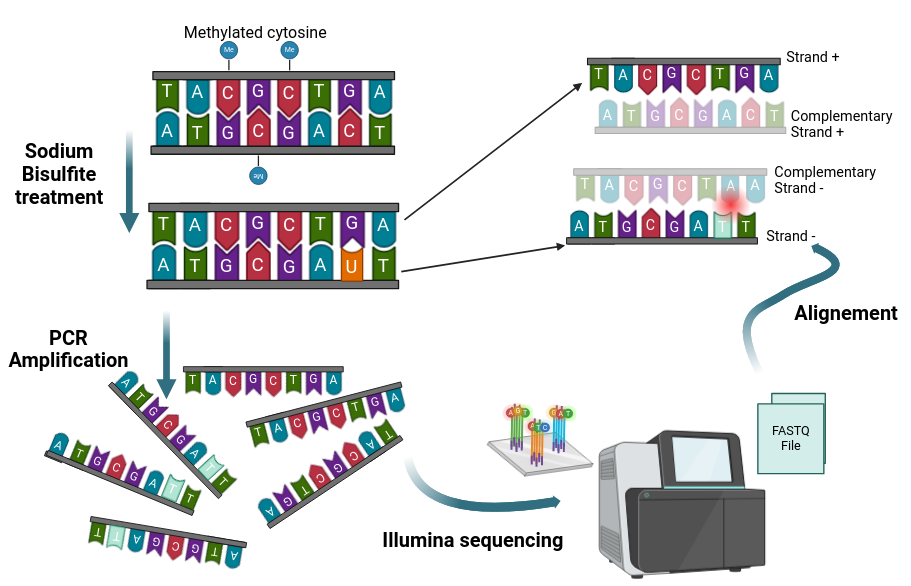 Methylated cytosine
Me Me
T A C G C T G A
A T G C G A C T
Me
Sodium
Bisulfite
treatment
T A C G C T G A
A T G C G A U T
T A C G C T G A
Strand +
A T G C G A C T
Complementary
Strand +
T A C G C T A A
Complementary
Strand -
A T G C G A T T
Strand -
Alignement
PCR
Amplification
T A C G C T G A
A T G C G A T T
T A C G C T G A
A T G C G A T T
A G T C G C A T
A T G C G A T T
A G T
G A T
A T C
FASTQ
File
Illumina sequencing